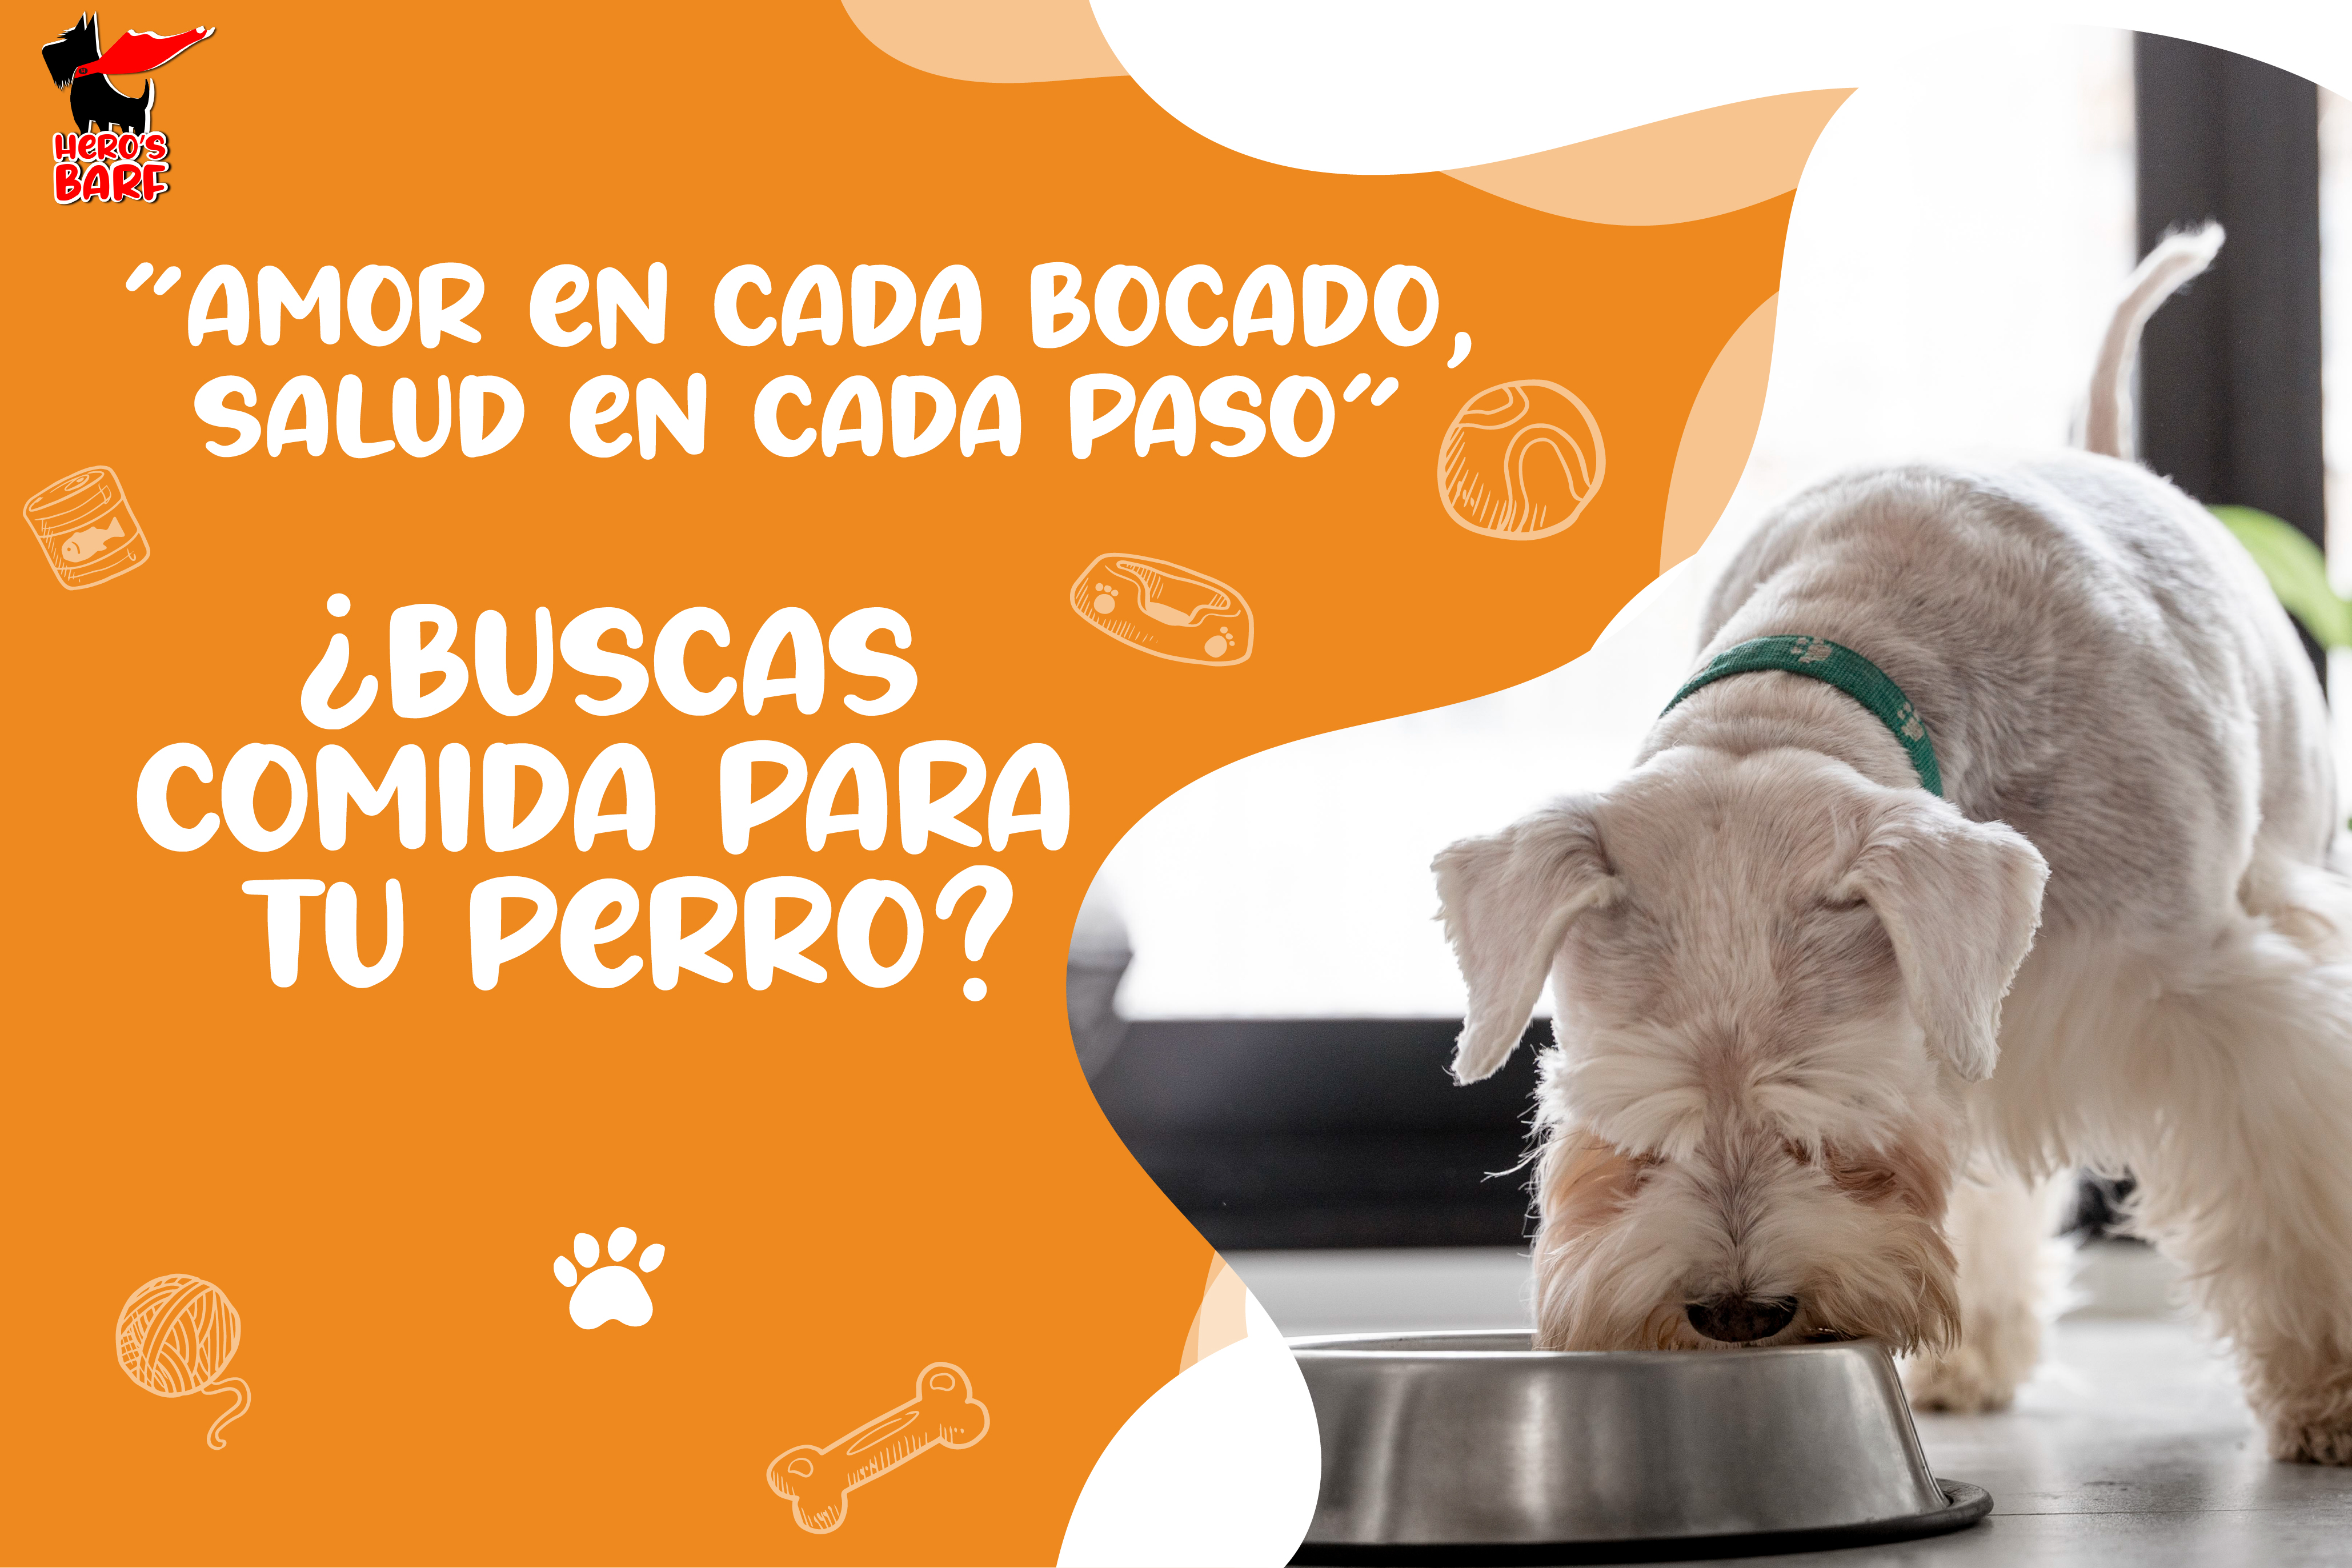 HERO'S
BARF
"AMOR EN CADA BOCADO,
SALUD EN CADA PASO"
¿BUSCAS
COMIDA PARA
TU PERRO?